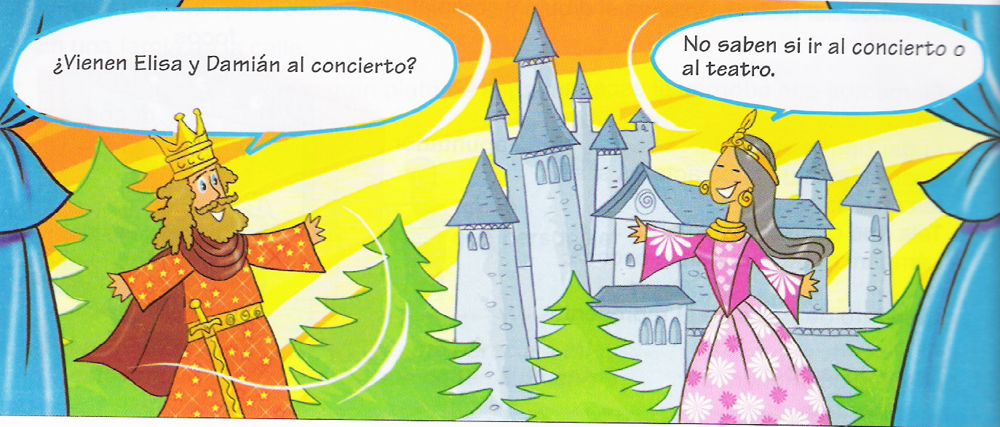 ¿Vienen Elisa y Damián al concierto?
No saben si ir al concierto o
al teatro.